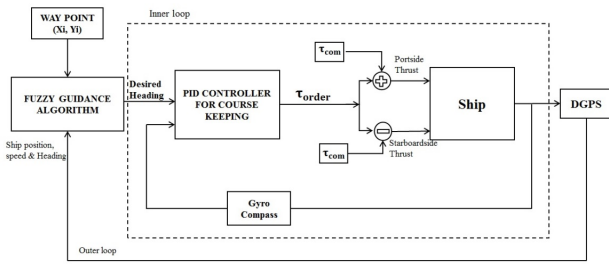 WAY POINT
(Xi, Yi)
Inner loop
τcom
Portside
Thrust
Desired
Heading
FUZZY GUIDANCE
ALGORITHM
PID CONTROLLER
FOR COURSE
KEEPING
τorder
Ship
DGPS
Ship position,
speed & Heading
τcom
Starboardside
Thrust
Gyro
Compass
Outer loop